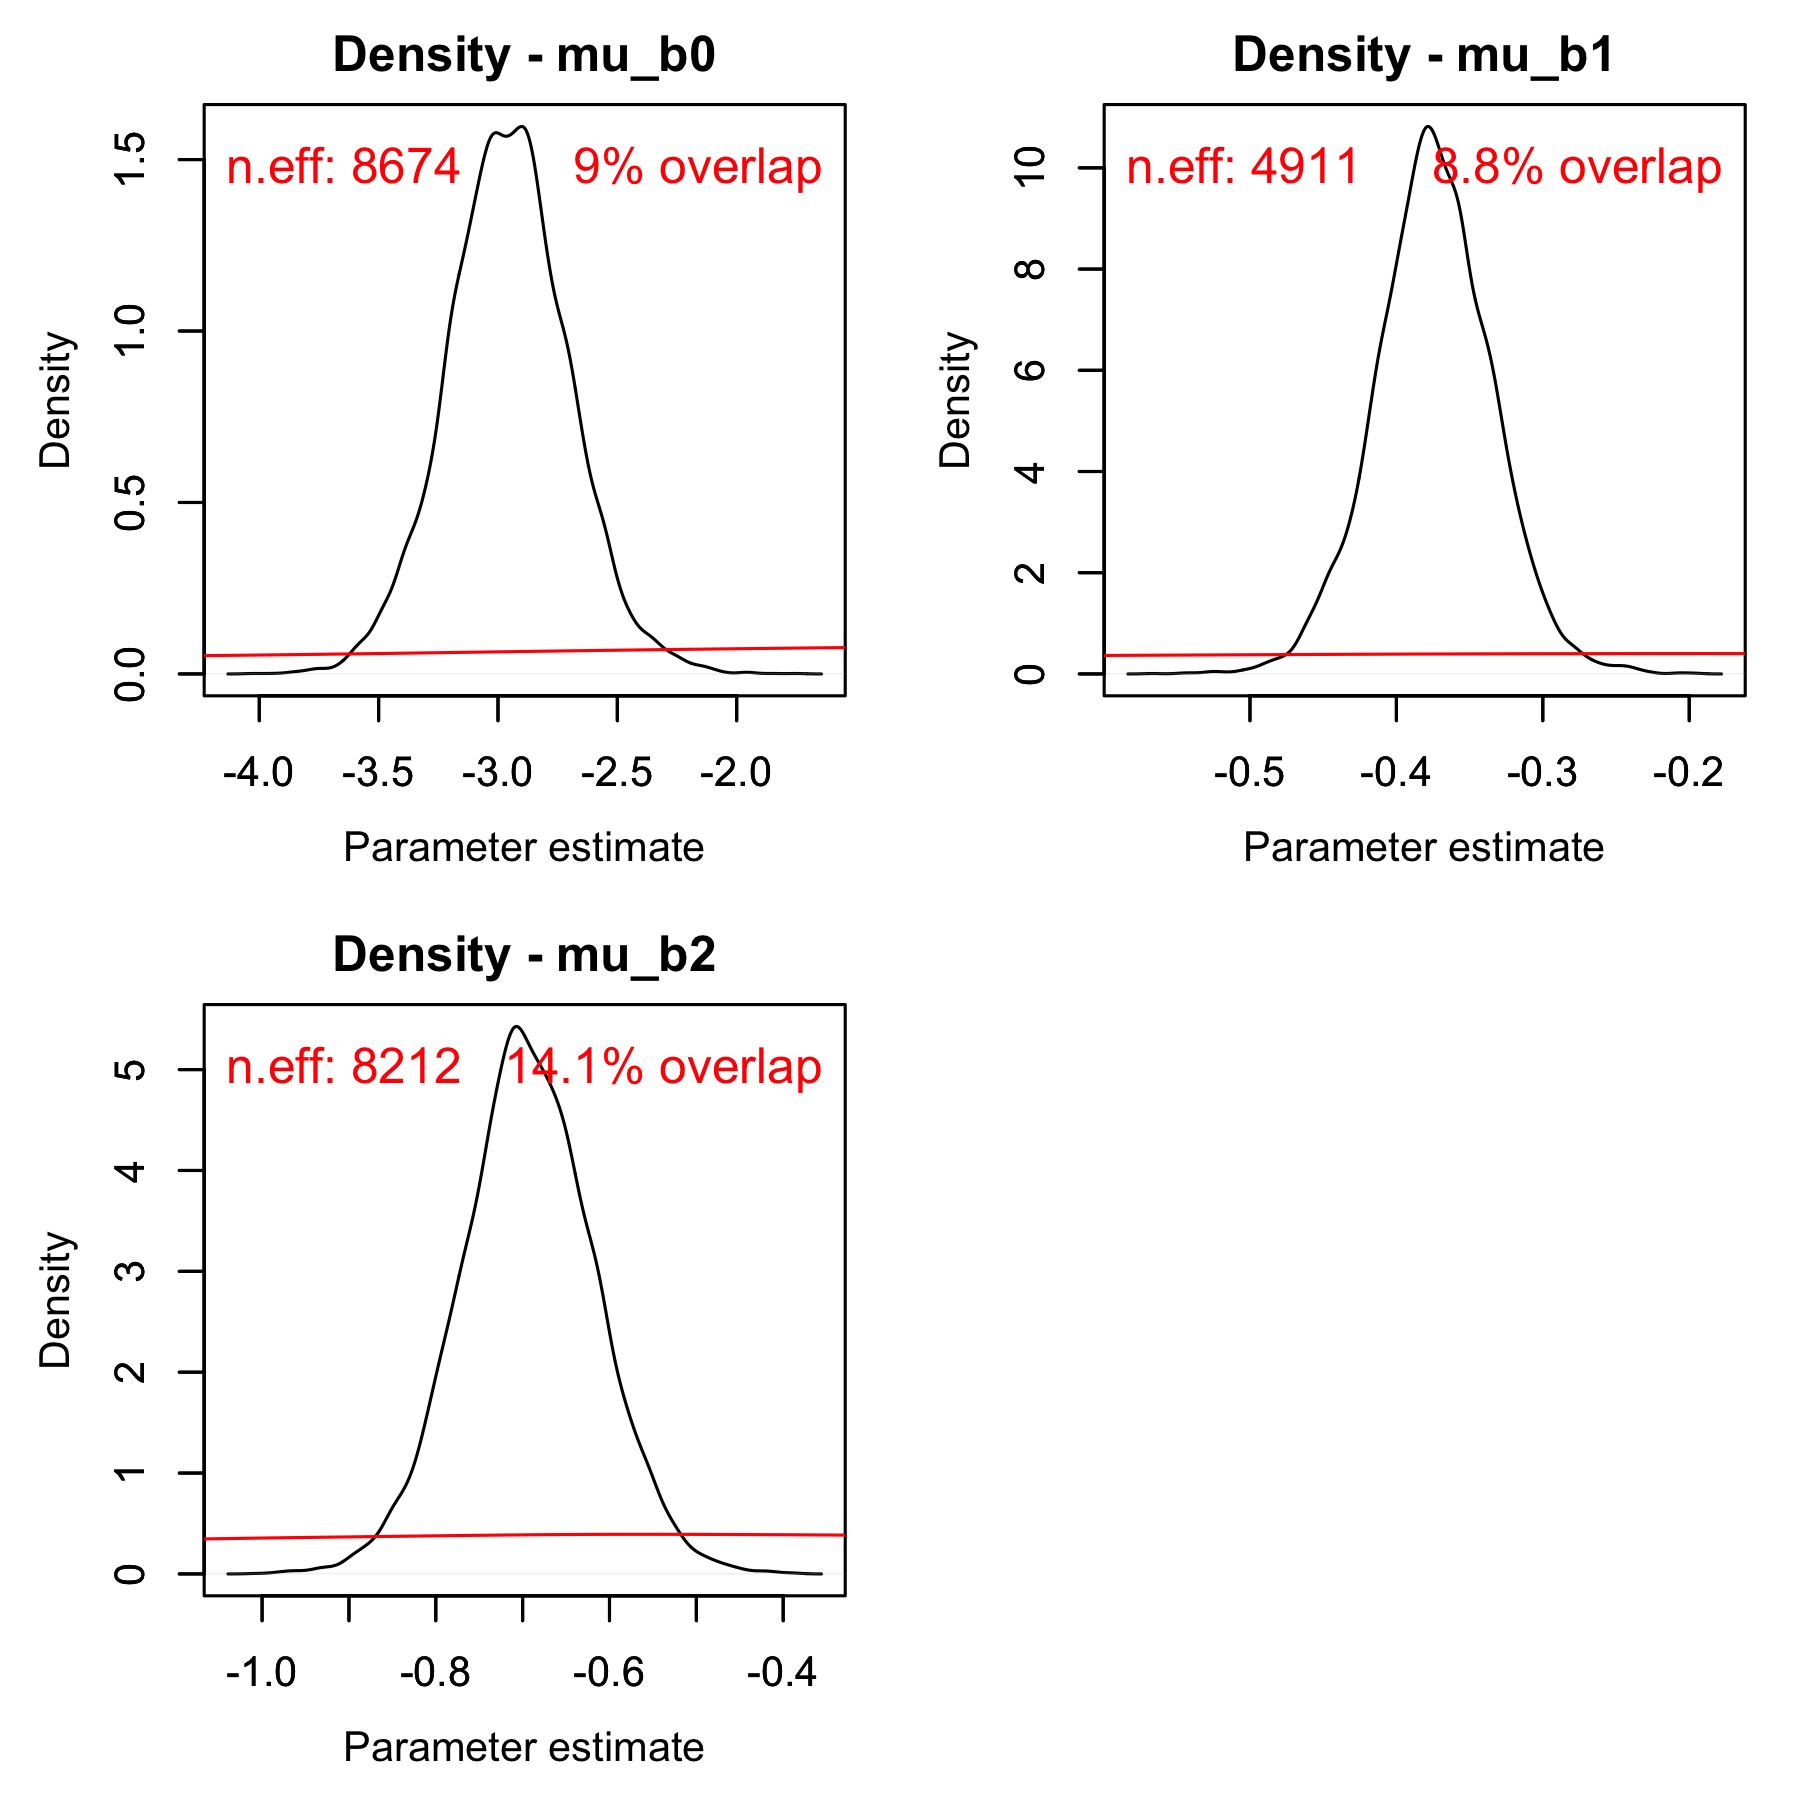 Density - mu_b0
n.eff: 8674 9% overlap
Density
0.0 0.5 1.0 1.5
-4.0 -3.5 -3.0 -2.5 -2.0
Parameter estimate
Density - mu_b1
n.eff: 4911 8.8% overlap
Density
0 2 4 6 8 10
-0.5 -0.4 -0.3 -0.2
Parameter estimate
Density - mu_b2
n.eff: 8212 14.1% overlap
Density
0 1 2 3 4 5
-1.0 -0.8 -0.6 -0.4
Parameter estimate